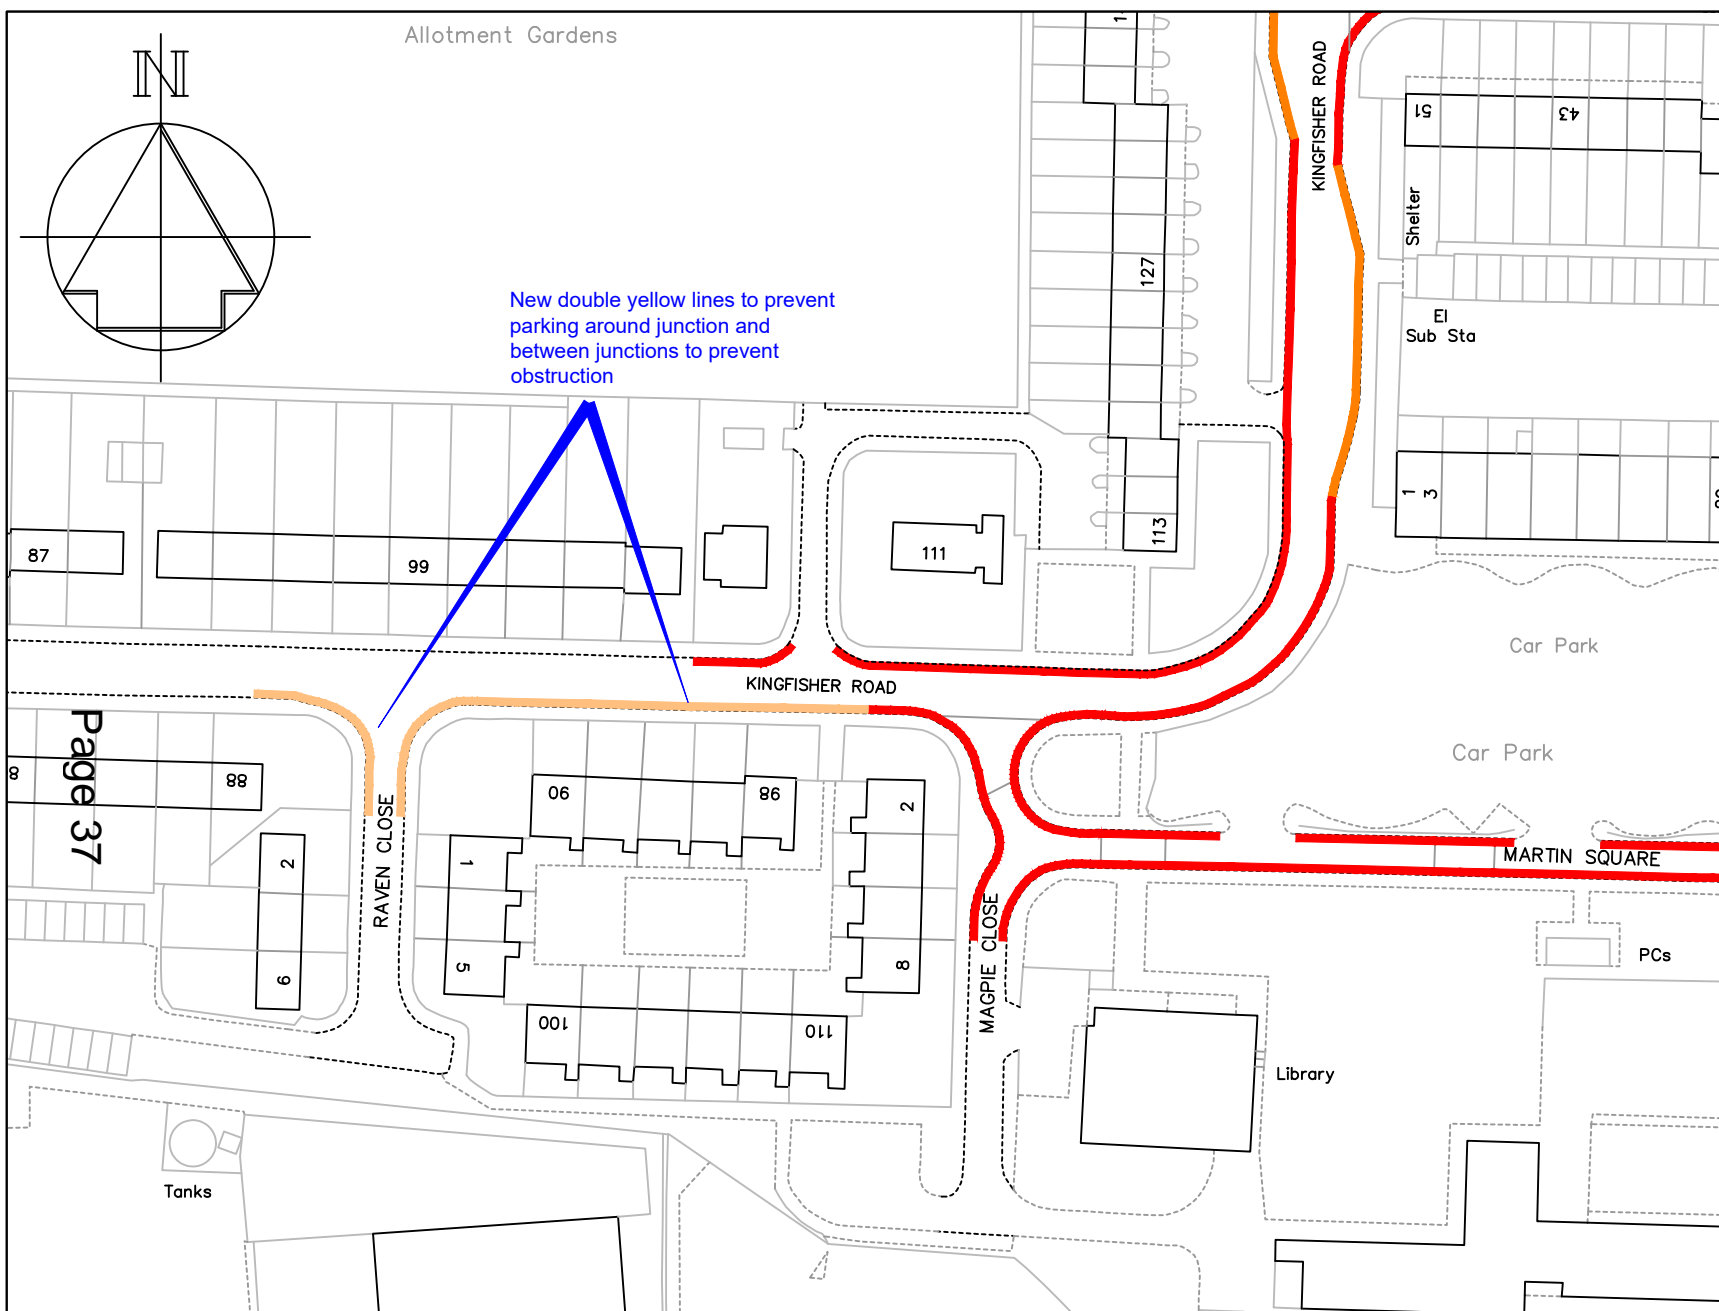 Allotment Gardens
N
KINGFISHER ROAD
51
43
Shelter
127
El
Sub Sta
New double yellow lines to prevent
parking around junction and
between junctions to prevent
obstruction
1
3
113
87
99
111
Car Park
KINGFISHER ROAD
Page 37
Car Park
88
90
98
2
RAVEN CLOSE
MARTIN SQUARE
2
1
MAGPIE CLOSE
PCs
5
8
9
100
110
Library
Tanks